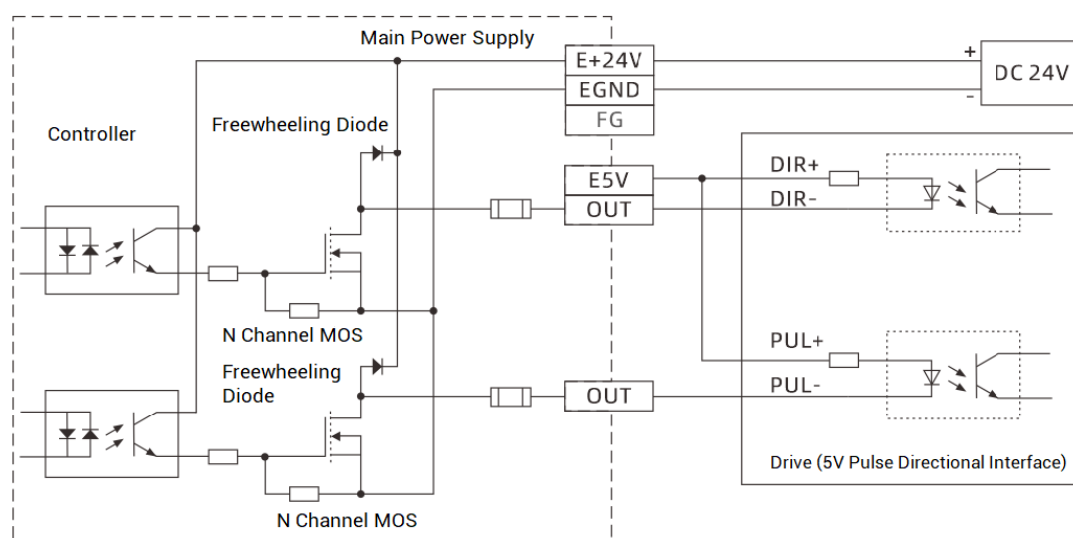 Main Power Supply
E+24V
+
DC 24V
EGND
-
FG
Controller
Freewheeling Diode
E5V
DIR+
OUT
DIR-
N Channel MOS
Freewheeling
Diode
PUL+
OUT
PUL-
Drive (5V Pulse Directional Interface)
N Channel MOS